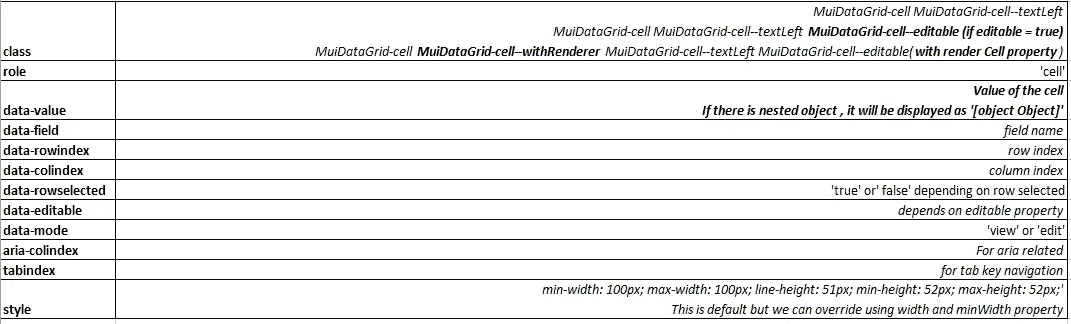 MuiDataGrid-cell MuiDataGrid-cell--textLeft
MuiDataGrid-cell MuiDataGrid-cell--textLeft MuiDataGrid-cell--editable (if editable = true)
class MuiDataGrid-cell MuiDataGrid-cell--withRenderer MuiDataGrid-cell--textLeft MuiDataGrid-cell--editable( with render Cell property )
role 'cell'
Value of the cell
data-value If there is nested object , it will be displayed as '[object Object]'
data-field field name
data-rowindex row index
data-colindex column index
data-rowselected 'true' or' false' depending on row selected
data-editable depends on editable property
data-mode 'view' or 'edit'
aria-colindex For aria related
tabindex for tab key navigation
min-width: 100px; max-width: 100px; line-height: 51px; min-height: 52px; max-height: 52px;'
style This is default but we can override using width and minWidth property